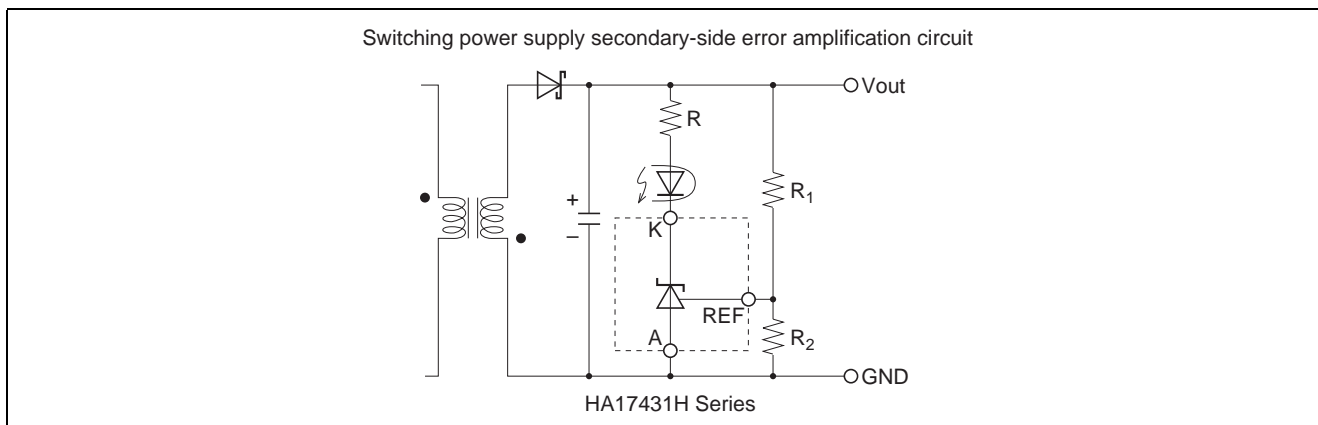 Switching power supply secondary-side error amplification circuit
Vout
R
R₁
+
−
K
REF
A
R₂
GND
HA17431H Series